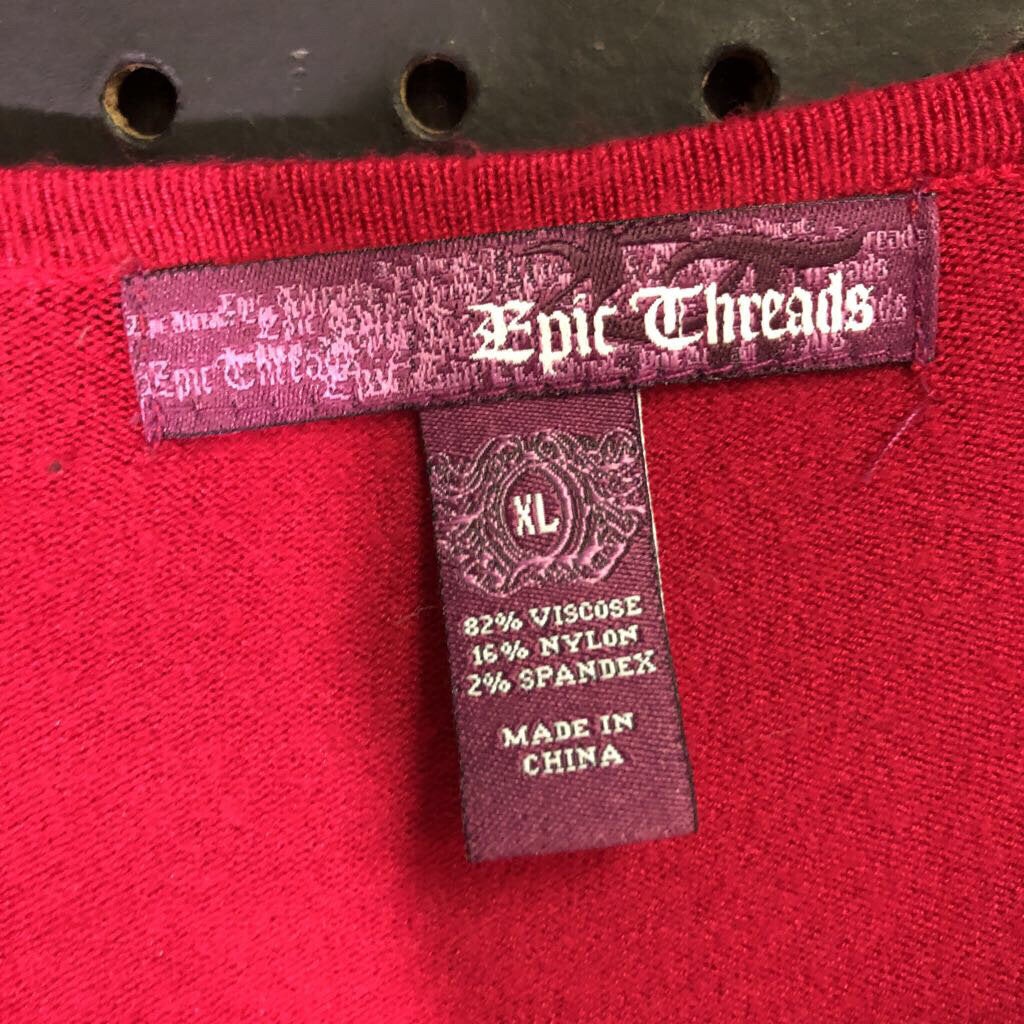 Epic Threads
XL
82% VISCOSE
16% NYLON
2% SPANDEX
MADE IN
CHINA